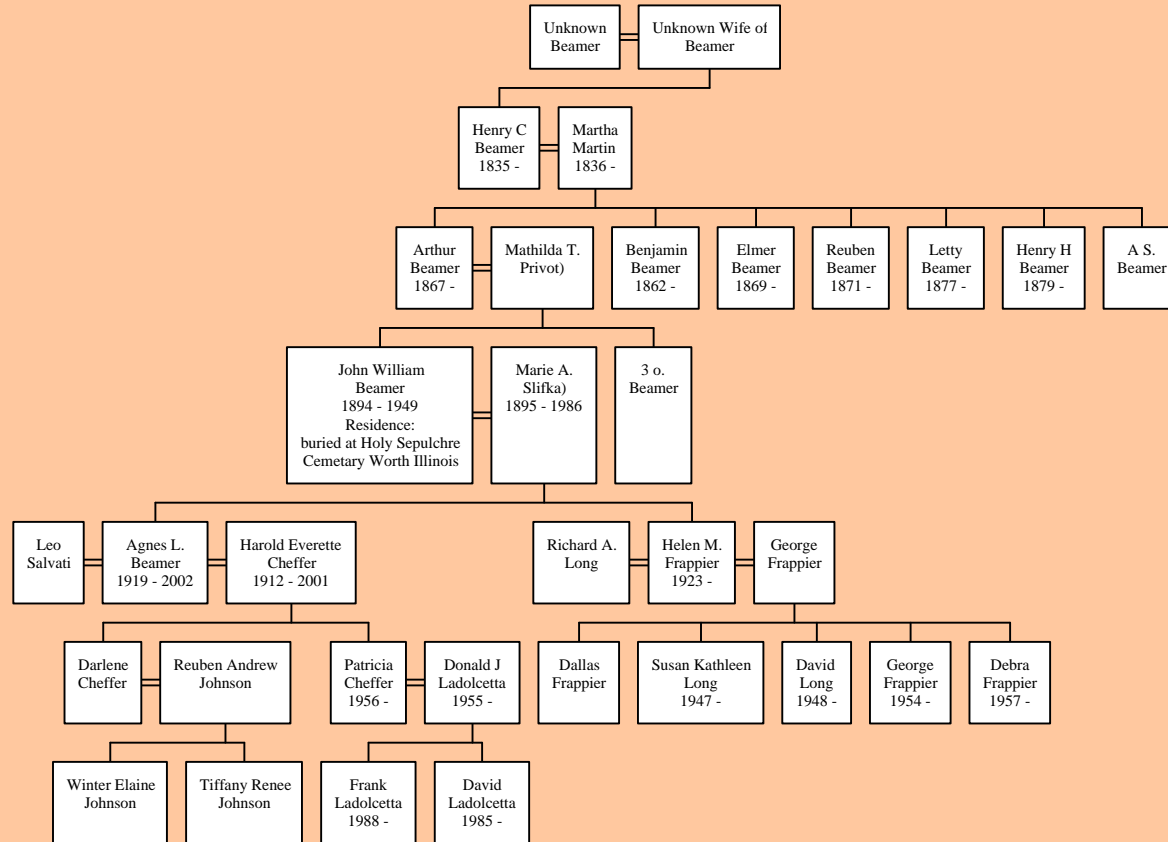 Unknown
Beamer
Unknown Wife of
Beamer
Henry C
Beamer
1835 -
Martha
Martin
1836 -
Arthur
Beamer
1867 -
Mathilda T.
Privot)
Benjamin
Beamer
1862 -
Elmer
Beamer
1869 -
Reuben
Beamer
1871 -
Letty
Beamer
1877 -
Henry H
Beamer
1879 -
A S.
Beamer
John William
Beamer
1894 - 1949
Residence:
buried at Holy Sepulchre
Cemetary Worth Illinois
Marie A.
Slifka)
1895 - 1986
3 o.
Beamer
Leo
Salvati
Agnes L.
Beamer
1919 - 2002
Harold Everette
Cheffer
1912 - 2001
Richard A.
Long
Helen M.
Frappier
1923 -
George
Frappier
Darlene
Cheffer
Reuben Andrew
Johnson
Patricia
Cheffer
1956 -
Donald J
Ladolcetta
1955 -
Dallas
Frappier
Susan Kathleen
Long
1947 -
David
Long
1948 -
George
Frappier
1954 -
Debra
Frappier
1957 -
Winter Elaine
Johnson
Tiffany Renee
Johnson
Frank
Ladolcetta
1988 -
David
Ladolcetta
1985 -